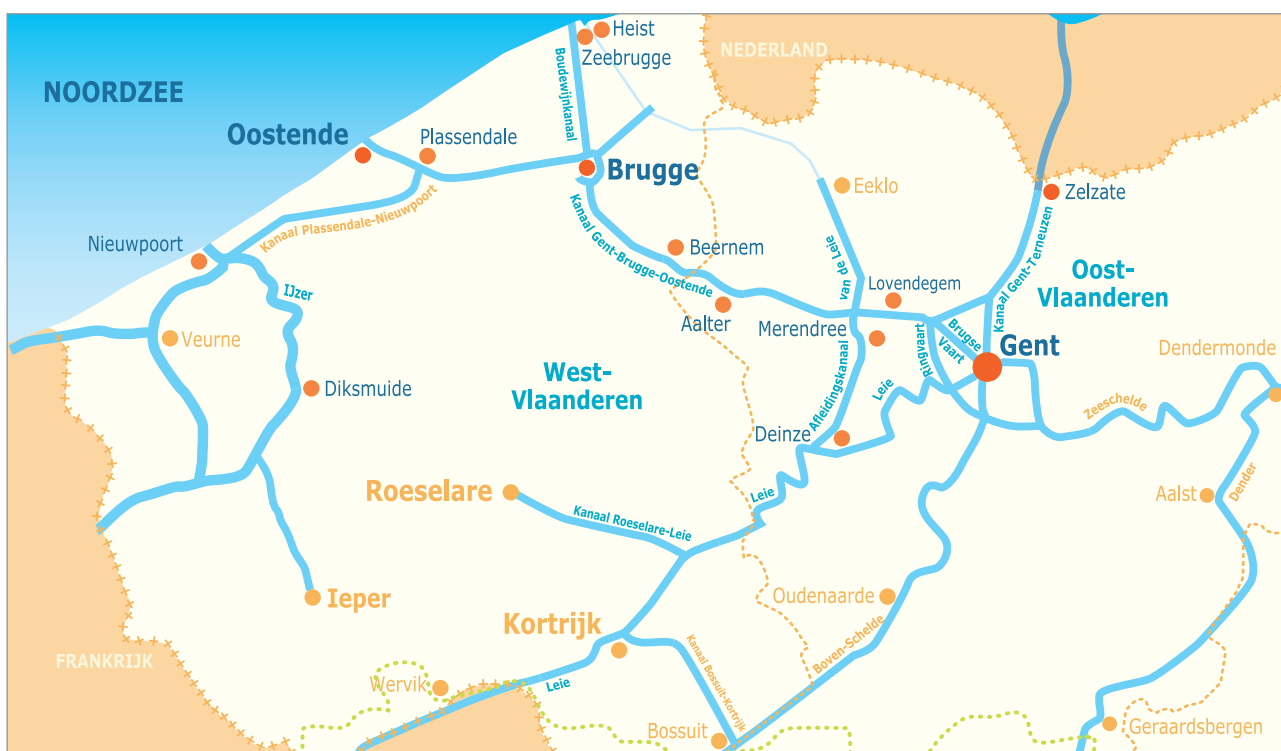 Heist
Zeebrugge
NEDERLAND
NOORDZEE
Boudewijnkanaal
Oostende
Plassendale
Brugge
Eeklo
Zelzate
Kanaal Plassendale-Nieuwpoort
Nieuwpoort
Kanaal Gent-Brugge-Oostende
Beernem
van de Leie
Kanaal Gent-Terneuzen
Oost-
Vlaanderen
IJzer
Lovendegem
Aalter
Merendree
Veurne
Ringvaart
Brugse
Vaart
Gent
Dendermonde
West-
Vlaanderen
Diksmuide
Afleidingskanaal
Leie
Zeeschelde
Deinze
Roeselare
Leie
Aalst
Dender
Kanaal Roeselare-Leie
Ieper
Oudenaarde
Kortrijk
Boven-Schelde
Kanaal Bossuit-Kortrijk
FRANKRIJK
Wervik
Leie
Bossuit
Geraardsbergen